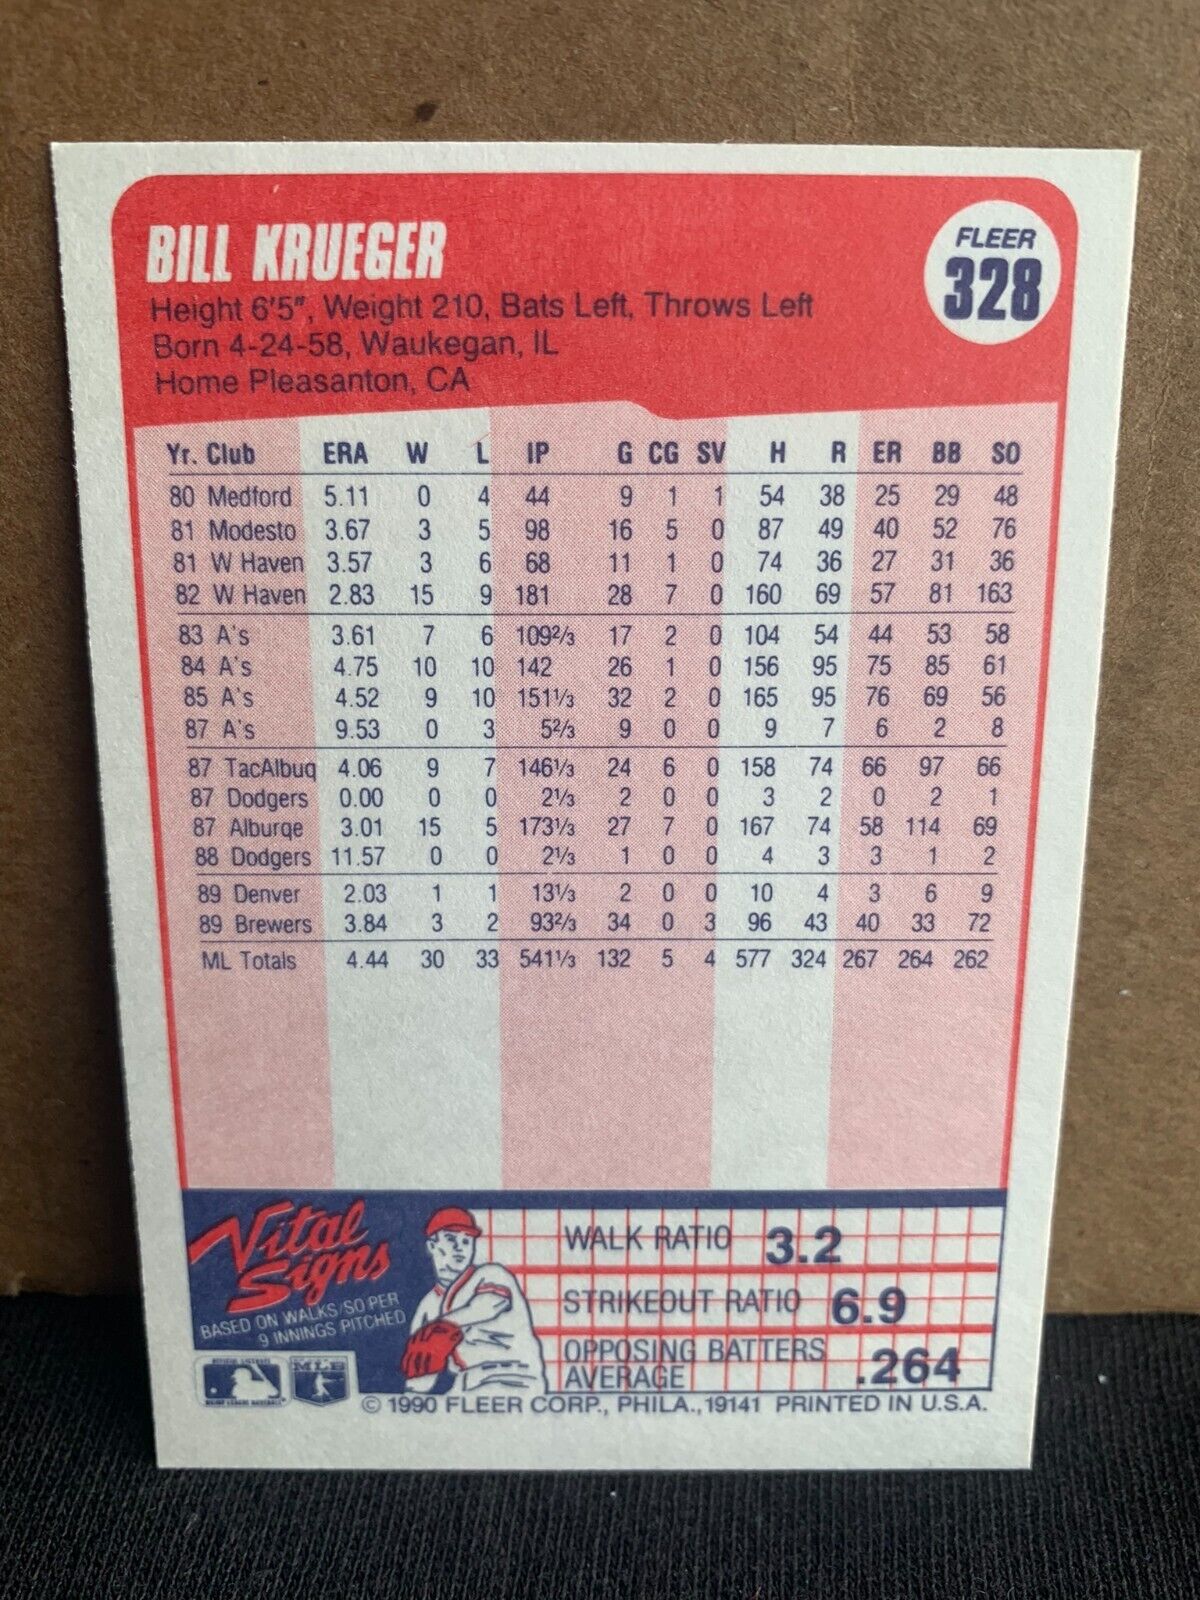 BILL KRUEGER
FLEER
328
Height 6'5", Weight 210, Bats Left, Throws Left
Born 4-24-58, Waukegan, IL
Home Pleasanton, CA
Yr. Club ERA W L IP G CG SV H R ER BB SO
80 Medford 5.11 0 4 44 9 1 1 54 38 25 29 48
81 Modesto 3.67 3 5 98 16 5 0 87 49 40 52 76
81 W Haven 3.57 3 6 68 11 1 0 74 36 27 31 36
82 W Haven 2.83 15 9 181 28 7 0 160 69 57 81 163
83 A's 3.61 7 6 109⅔ 17 2 0 104 54 44 53 58
84 A's 4.75 10 10 142 26 1 0 156 95 75 85 61
85 A's 4.52 9 10 151⅓ 32 2 0 165 95 76 69 56
87 A's 9.53 0 3 5⅔ 9 0 0 9 7 6 2 8
87 TacAlbuq 4.06 9 7 146⅓ 24 6 0 158 74 66 97 66
87 Dodgers 0.00 0 0 2⅓ 2 0 0 3 2 0 2 1
87 Alburqe 3.01 15 5 173⅓ 27 7 0 167 74 58 114 69
88 Dodgers 11.57 0 0 2⅓ 1 0 0 4 3 3 1 2
89 Denver 2.03 1 1 13⅓ 2 0 0 10 4 3 6 9
89 Brewers 3.84 3 2 93⅔ 34 0 3 96 43 40 33 72
ML Totals 4.44 30 33 541⅓ 132 5 4 577 324 267 264 262
Vital
Signs
BASED ON WALKS/SO PER
9 INNINGS PITCHED
WALK RATIO 3.2
STRIKEOUT RATIO 6.9
OPPOSING BATTERS
AVERAGE .264
OFFICIAL LICENSEE
MAJOR LEAGUE BASEBALL
© 1990 FLEER CORP., PHILA., 19141 PRINTED IN U.S.A.